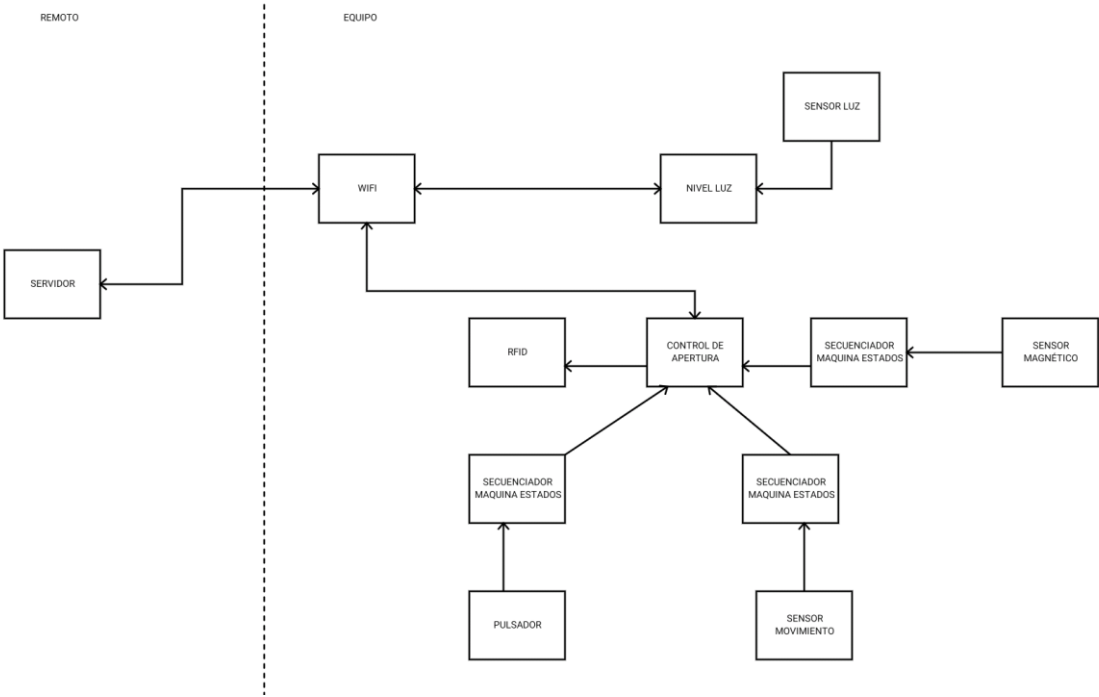 REMOTO
EQUIPO
SENSOR LUZ
WIFI
NIVEL LUZ
SERVIDOR
RFID
CONTROL DE
APERTURA
SECUENCIADOR
MAQUINA ESTADOS
SENSOR
MAGNÉTICO
SECUENCIADOR
MAQUINA ESTADOS
SECUENCIADOR
MAQUINA ESTADOS
PULSADOR
SENSOR
MOVIMIENTO